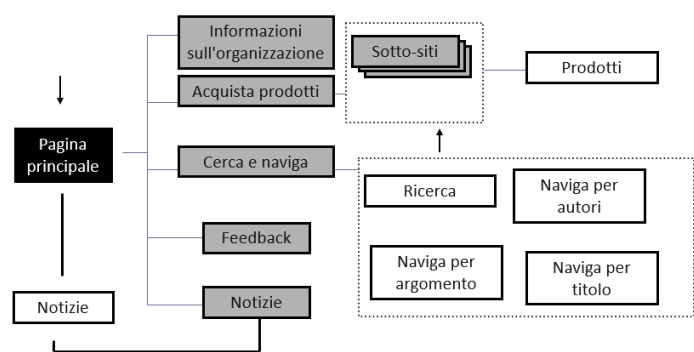 Informazioni
sull'organizzazione
Sotto-siti
Prodotti
Acquista prodotti
Pagina
principale
Cerca e naviga
Ricerca
Naviga per
autori
Feedback
Naviga per
argomento
Naviga per
titolo
Notizie
Notizie